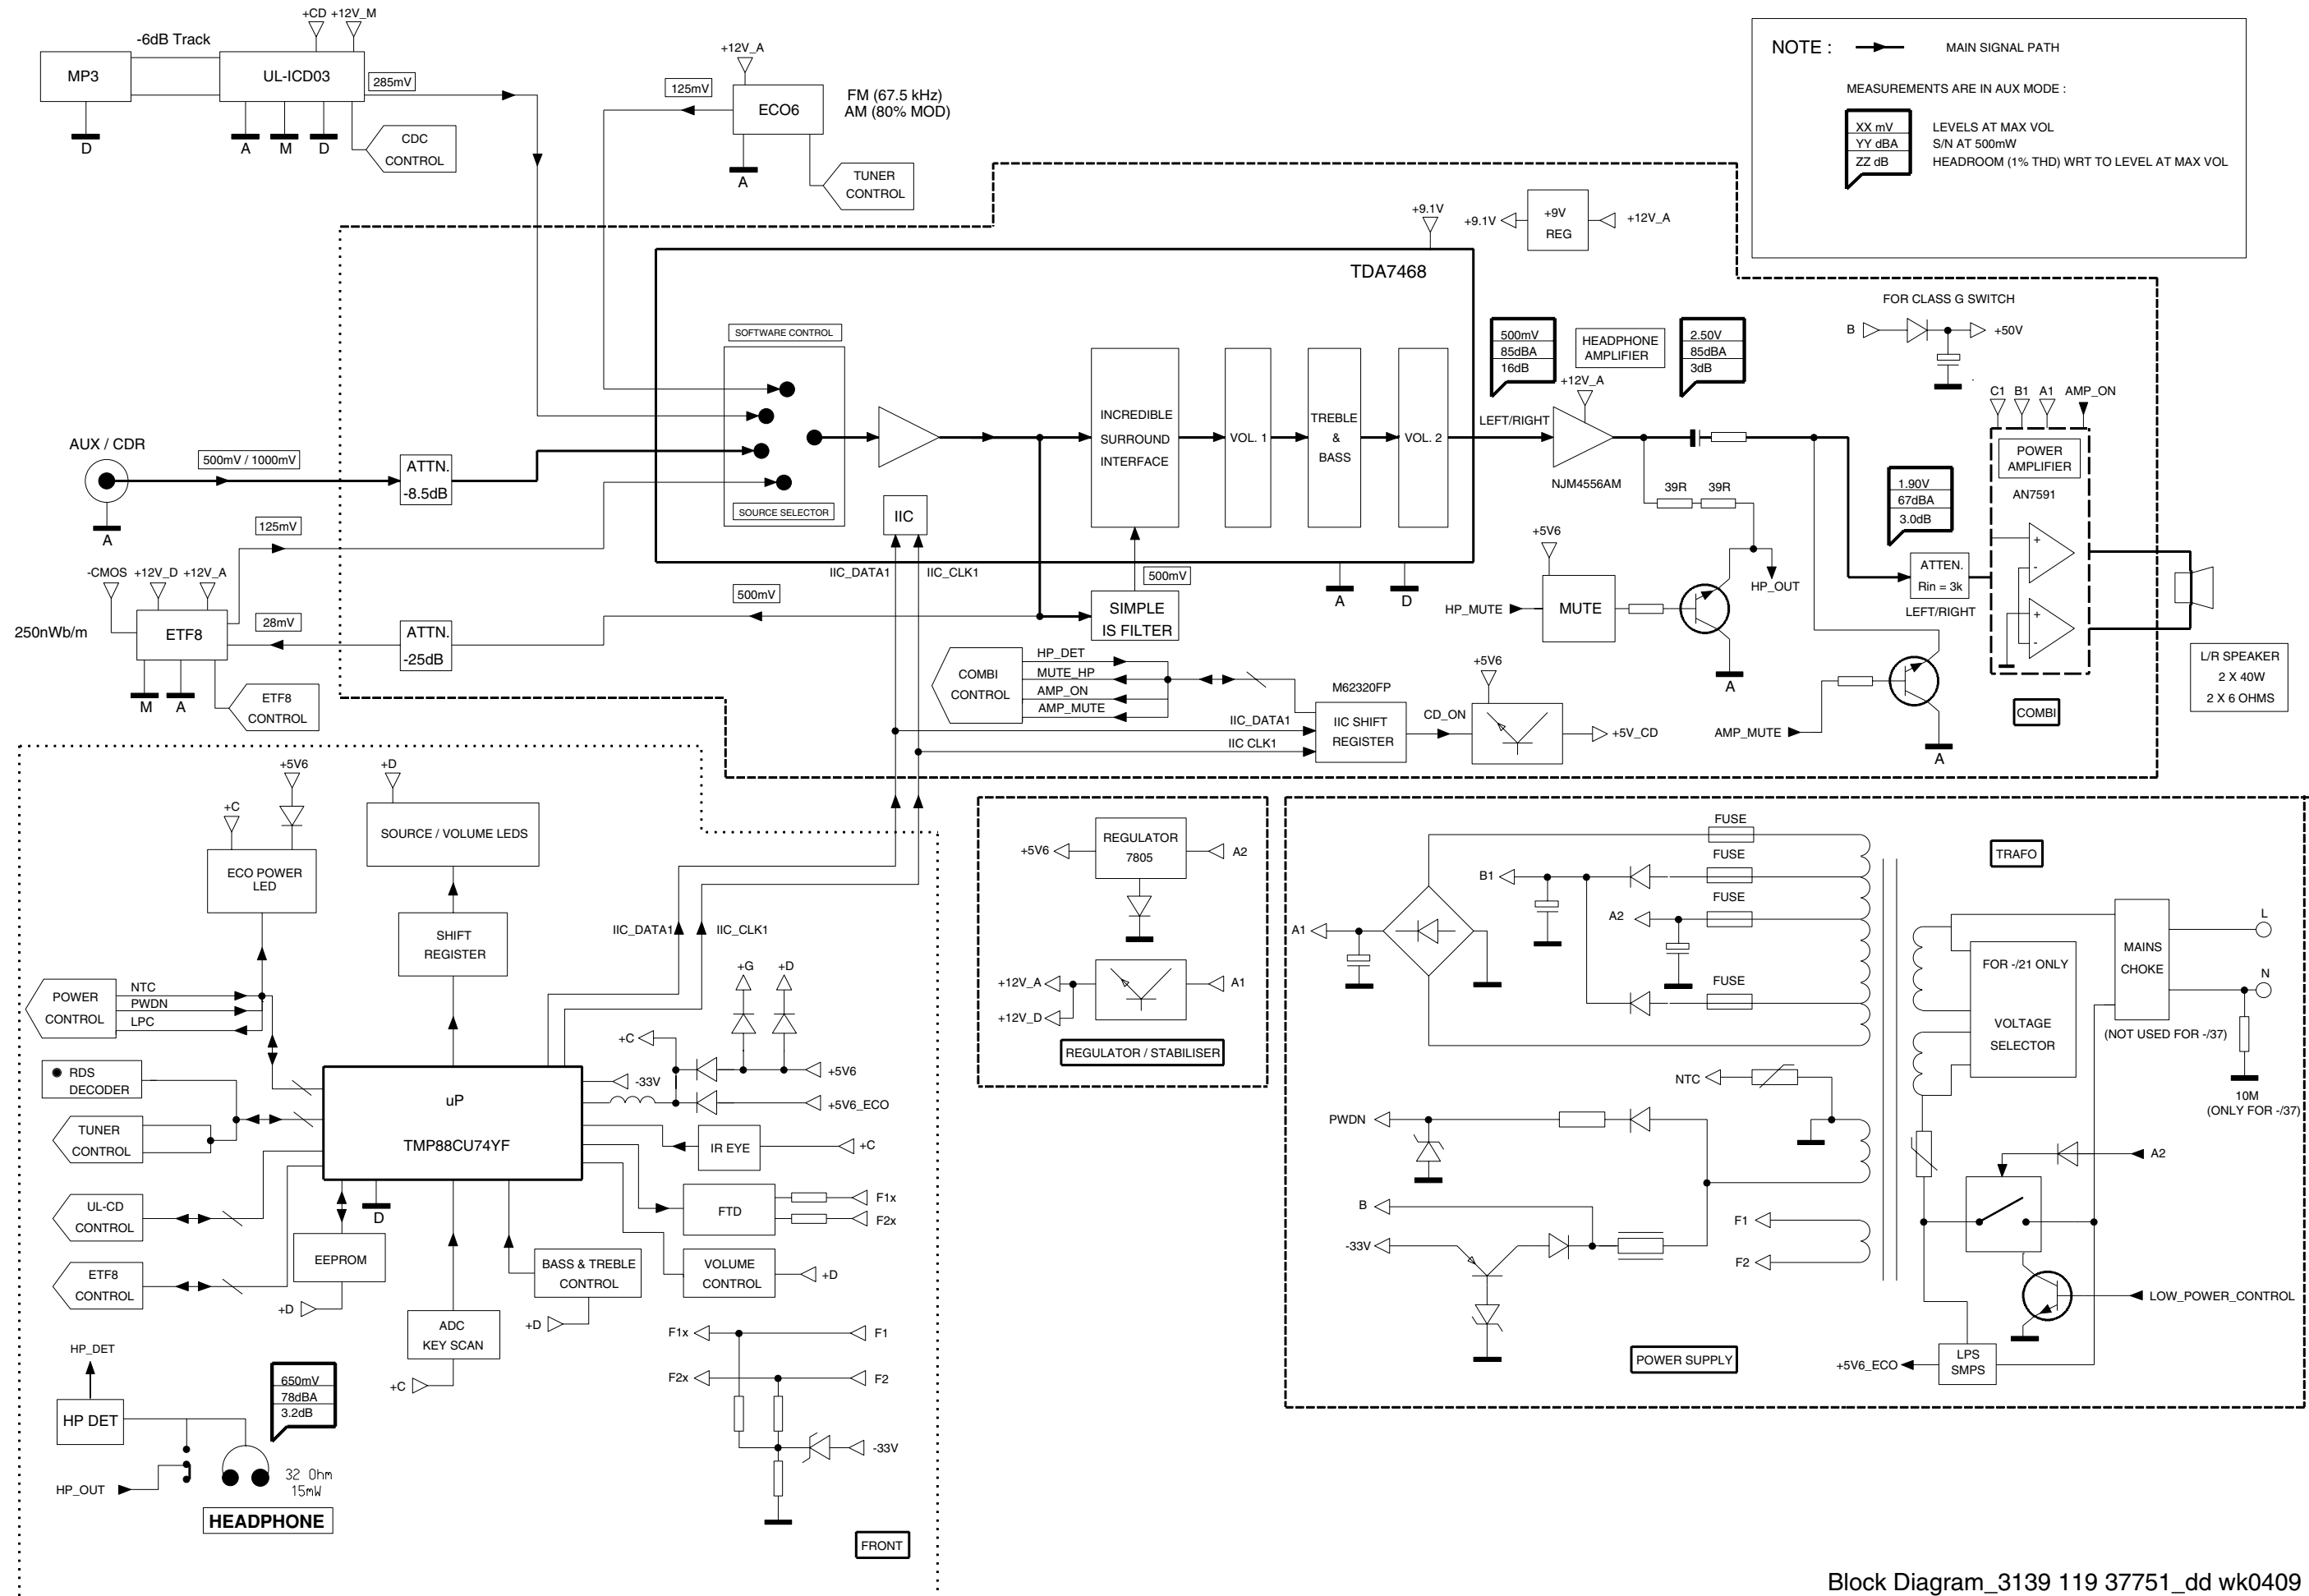 +CD +12V_M
-6dB Track
MP3
UL-ICD03
285mV
D
A M D
CDC
CONTROL
+12V_A
125mV
ECO6
FM (67.5 kHz)
AM (80% MOD)
A
TUNER
CONTROL
NOTE :
MAIN SIGNAL PATH
MEASUREMENTS ARE IN AUX MODE :
XX mV LEVELS AT MAX VOL
YY dBA S/N AT 500mW
ZZ dB HEADROOM (1% THD) WRT TO LEVEL AT MAX VOL
+9.1V
+9.1V
+9V
REG
+12V_A
TDA7468
SOFTWARE CONTROL
SOURCE SELECTOR
INCREDIBLE
SURROUND
INTERFACE
VOL. 1
TREBLE
&
BASS
VOL. 2
IIC
IIC_DATA1
IIC_CLK1
500mV
A
D
SIMPLE
IS FILTER
AUX / CDR
500mV / 1000mV
ATTN.
-8.5dB
A
125mV
-CMOS +12V_D +12V_A
250nWb/m
ETF8
28mV
ATTN.
-25dB
500mV
M A
ETF8
CONTROL
500mV
85dBA
16dB
HEADPHONE
AMPLIFIER
2.50V
85dBA
3dB
+12V_A
LEFT/RIGHT
NJM4556AM
39R 39R
FOR CLASS G SWITCH
B
+50V
C1 B1 A1 AMP_ON
POWER
AMPLIFIER
AN7591
+
-
+
-
1.90V
67dBA
3.0dB
ATTEN.
Rin = 3k
LEFT/RIGHT
+5V6
HP_MUTE
MUTE
HP_OUT
A
L/R SPEAKER
2 X 40W
2 X 6 OHMS
COMBI
COMBI
CONTROL
HP_DET
MUTE_HP
AMP_ON
AMP_MUTE
IIC_DATA1
IIC CLK1
M62320FP
IIC SHIFT
REGISTER
CD_ON
+5V6
+5V_CD
AMP_MUTE
A
+5V6
+C
ECO POWER
LED
+D
SOURCE / VOLUME LEDS
SHIFT
REGISTER
IIC_DATA1
IIC_CLK1
POWER
CONTROL
NTC
PWDN
LPC
RDS
DECODER
TUNER
CONTROL
UL-CD
CONTROL
ETF8
CONTROL
uP
TMP88CU74YF
D
+G +D
+C
-33V
+5V6
+5V6_ECO
IR EYE
+C
FTD
F1x
F2x
VOLUME
CONTROL
+D
EEPROM
+D
BASS & TREBLE
CONTROL
+D
ADC
KEY SCAN
+C
F1x
F1
F2x
F2
-33V
HP_DET
HP DET
HP_OUT
650mV
78dBA
3.2dB
32 Ohm
15mW
HEADPHONE
FRONT
+5V6
REGULATOR
7805
A2
+12V_A
+12V_D
A1
REGULATOR / STABILISER
FUSE
FUSE
FUSE
FUSE
B1
A2
A1
TRAFO
L
MAINS
CHOKE
N
FOR -/21 ONLY
VOLTAGE
SELECTOR
(NOT USED FOR -/37)
10M
(ONLY FOR -/37)
NTC
PWDN
B
-33V
F1
F2
A2
LOW_POWER_CONTROL
LPS
SMPS
+5V6_ECO
POWER SUPPLY
Block Diagram_3139 119 37751_dd wk0409